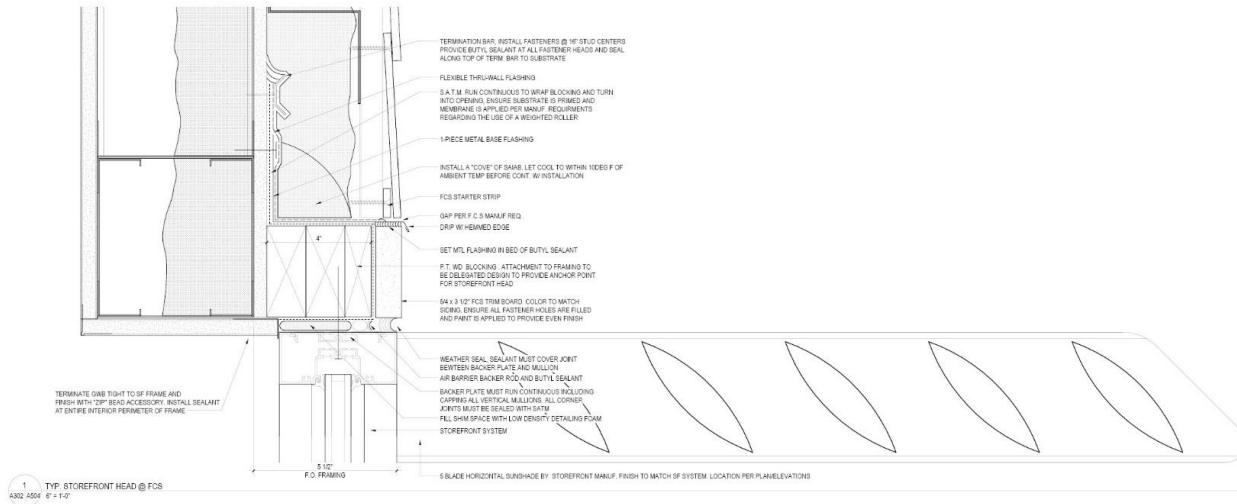 TERMINATION BAR, INSTALL FASTENERS @ 16" STUD CENTERS
PROVIDE BUTYL SEALANT AT ALL FASTENER HEADS AND SEAL
ALONG TOP OF TERM. BAR TO SUBSTRATE
FLEXIBLE THRU-WALL FLASHING
S.A.T.M. RUN CONTINUOUS TO WRAP BLOCKING AND TURN
INTO OPENING, ENSURE SUBSTRATE IS PRIMED AND
MEMBRANE IS APPLIED PER MANUF. REQUIRMENTS
REGARDING THE USE OF A WEIGHTED ROLLER
1-PIECE METAL BASE FLASHING
INSTALL A "COVE" OF SAIAB. LET COOL TO WITHIN 10DEG F OF
AMBIENT TEMP BEFORE CONT. W/ INSTALLATION
FCS STARTER STRIP
GAP PER F.C.S MANUF REQ.
DRIP W/ HEMMED EDGE
4"
SET MTL FLASHING IN BED OF BUTYL SEALANT
P.T. WD BLOCKING. ATTACHMENT TO FRAMING TO
BE DELEGATED DESIGN TO PROVIDE ANCHOR POINT
FOR STOREFRONT HEAD
5/4 x 3 1/2" FCS TRIM BOARD. COLOR TO MATCH
SIDING. ENSURE ALL FASTENER HOLES ARE FILLED
AND PAINT IS APPLIED TO PROVIDE EVEN FINISH
WEATHER SEAL. SEALANT MUST COVER JOINT
BEWTEEN BACKER PLATE AND MULLION
AIR BARRIER BACKER ROD AND BUTYL SEALANT
BACKER PLATE MUST RUN CONTINUOUS INCLUDING
CAPPING ALL VERTICAL MULLIONS. ALL CORNER
JOINTS MUST BE SEALED WITH SATM
FILL SHIM SPACE WITH LOW DENSITY DETAILING FOAM
STOREFRONT SYSTEM
TERMINATE GWB TIGHT TO SF FRAME AND
FINISH WITH "ZIP" BEAD ACCESSORY. INSTALL SEALANT
AT ENTIRE INTERIOR PERIMETER OF FRAME
5 1/2"
F.O. FRAMING
5 BLADE HORIZONTAL SUNSHADE BY STOREFRONT MANUF. FINISH TO MATCH SF SYSTEM. LOCATION PER PLAN/ELEVATIONS
1 TYP. STOREFRONT HEAD @ FCS
A302 A504 6" = 1'-0"